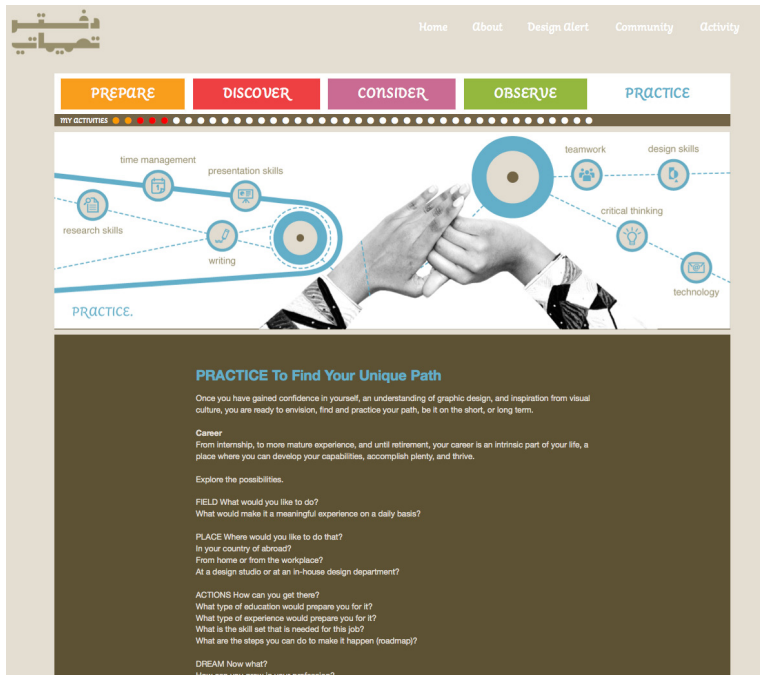 دفتر
تصميمات
Home About Design Alert Community Activity
PREPARE DISCOVER CONSIDER OBSERVE PRACTICE
MY ACTIVITIES
time management
presentation skills
research skills
writing
teamwork
design skills
critical thinking
technology
PRACTICE.
PRACTICE To Find Your Unique Path
Once you have gained confidence in yourself, an understanding of graphic design, and inspiration from visual
culture, you are ready to envision, find and practice your path, be it on the short, or long term.
Career
From internship, to more mature experience, and until retirement, your career is an intrinsic part of your life, a
place where you can develop your capabilities, accomplish plenty, and thrive.
Explore the possibilities.
FIELD What would you like to do?
What would make it a meaningful experience on a daily basis?
PLACE Where would you like to do that?
In your country of abroad?
From home or from the workplace?
At a design studio or at an in-house design department?
ACTIONS How can you get there?
What type of education would prepare you for it?
What type of experience would prepare you for it?
What is the skill set that is needed for this job?
What are the steps you can do to make it happen (roadmap)?
DREAM Now what?
How can you grow in your profession?